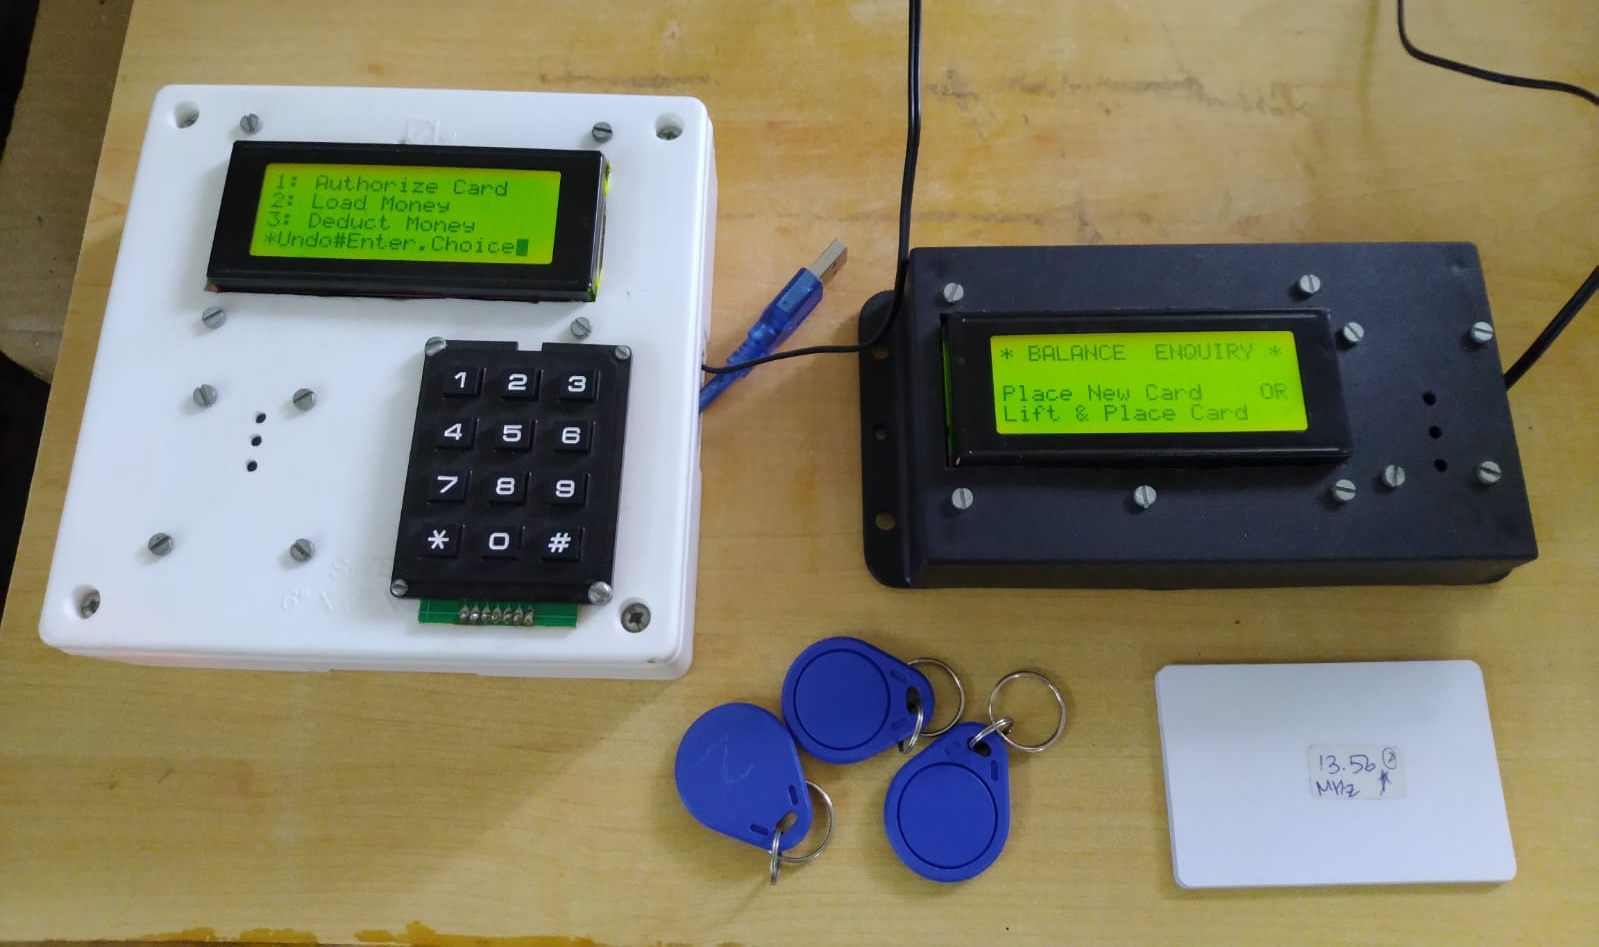 1: Authorize Card
2: Load Money
3: Deduct Money
*Undo#Enter.Choice
1 2 3
4 5 6
7 8 9
* 0 #
* BALANCE ENQUIRY *
Place New Card OR
Lift & Place Card
13.56 2
MHz